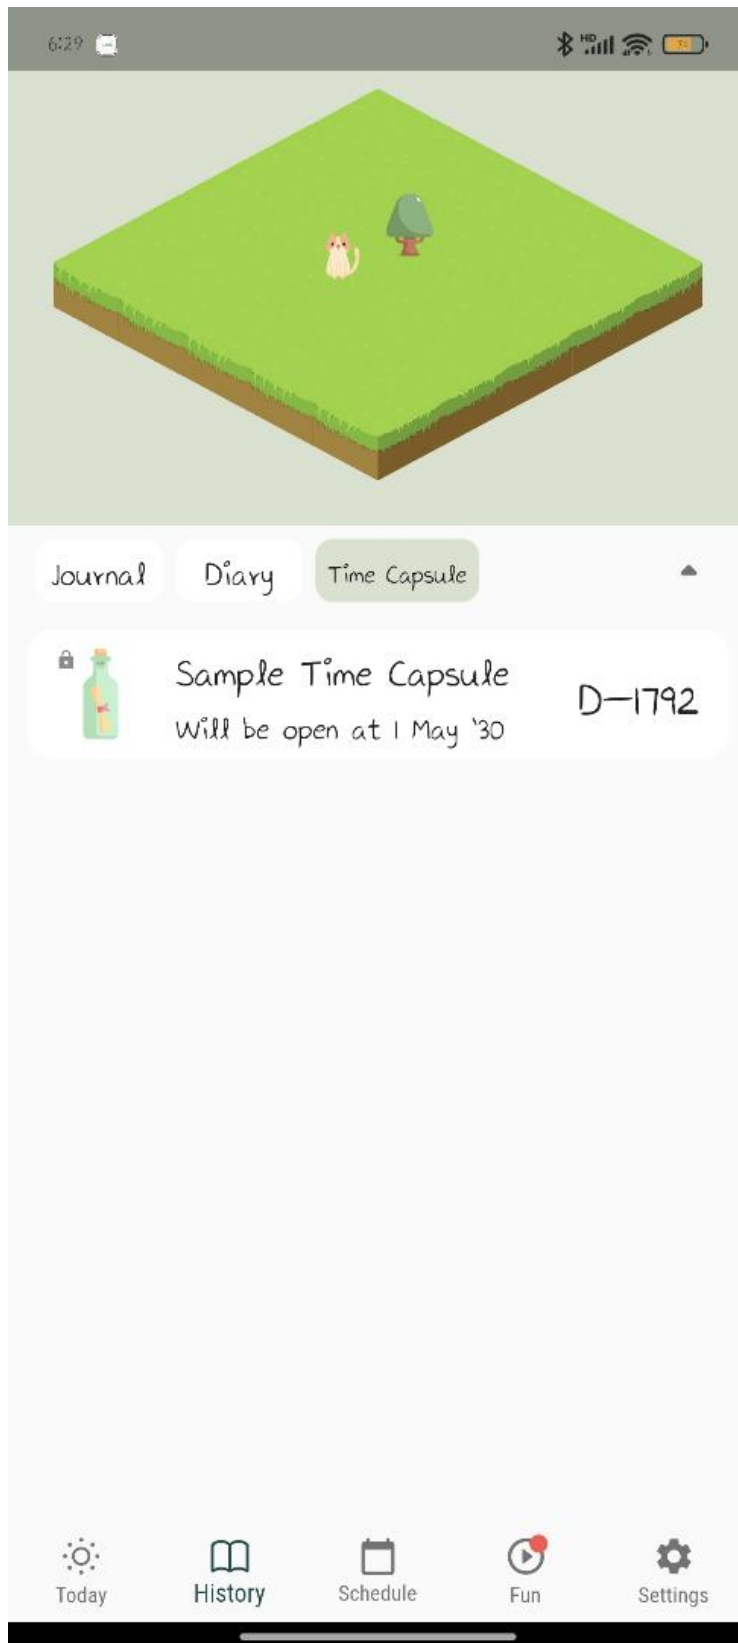 6:29
HD
Journal
Diary
Time Capsule
Sample Time Capsule
Will be open at 1 May '30
D-1792
Today
History
Schedule
Fun
Settings